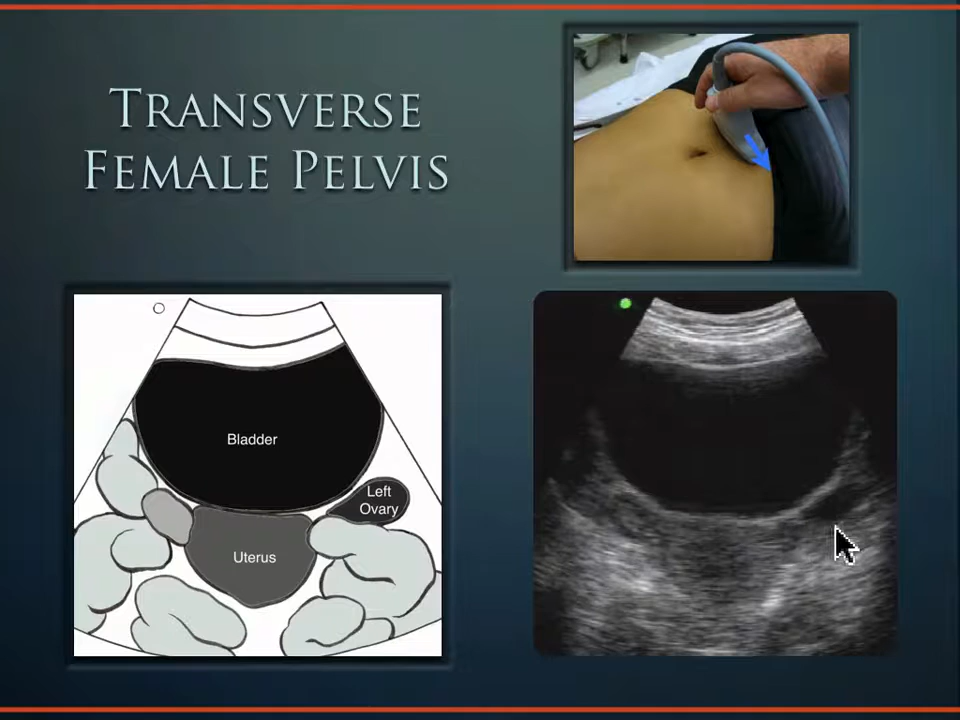 Transverse
Female Pelvis
Bladder
Left
Ovary
Uterus